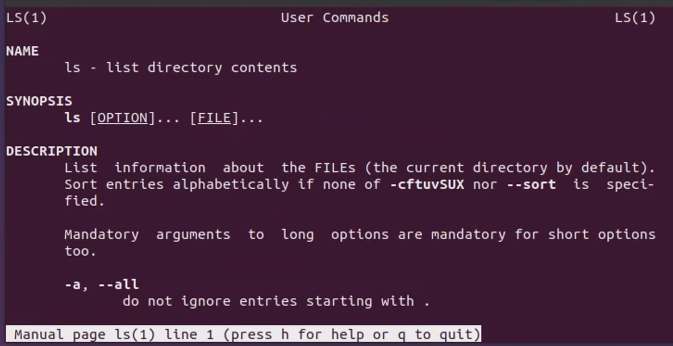 LS(1) User Commands LS(1)
NAME
ls - list directory contents
SYNOPSIS
ls [OPTION]... [FILE]...
DESCRIPTION
List information about the FILEs (the current directory by default).
Sort entries alphabetically if none of -cftuvSUX nor --sort is speci-
fied.
Mandatory arguments to long options are mandatory for short options
too.
-a, --all
do not ignore entries starting with .
Manual page ls(1) line 1 (press h for help or q to quit)